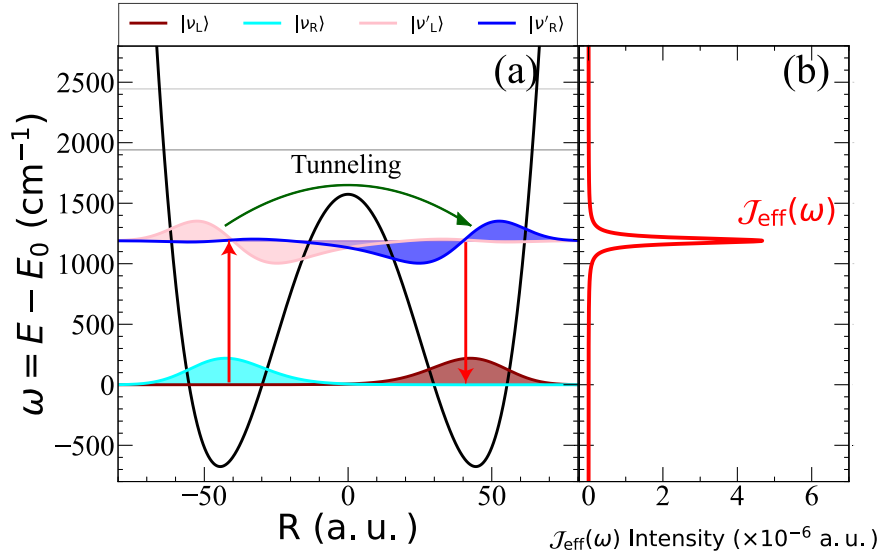 |ν_L⟩ |ν_R⟩ |ν'_L⟩ |ν'_R⟩
(a) (b)
ω = E − E₀ (cm⁻¹)
2500
2000
1500
1000
500
0
−500
Tunneling
𝒥_eff(ω)
−50 0 50
0 2 4 6
R (a.u.)
𝒥_eff(ω) Intensity (×10⁻⁶ a.u.)